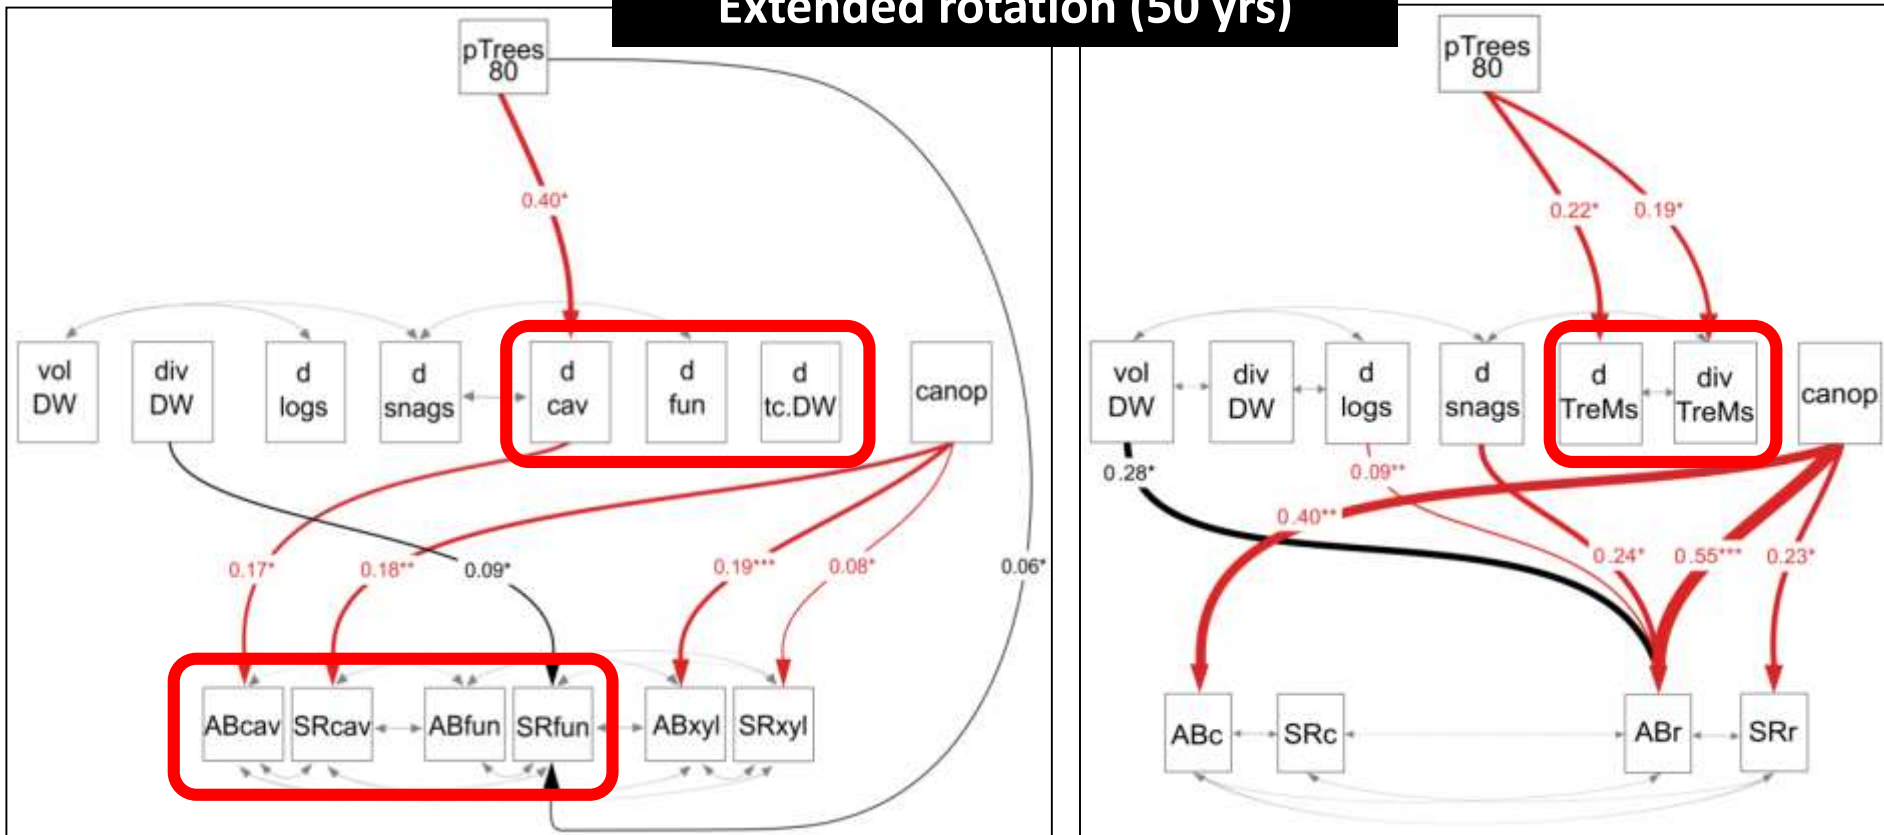 Extended rotation (50 yrs)
pTrees
80
0.40*
vol
DW
div
DW
d
logs
d
snags
d
cav
d
fun
d
tc.DW
canop
0.17*
0.18**
0.09*
0.19***
0.08*
0.06*
ABcav
SRcav
ABfun
SRfun
ABxyl
SRxyl
pTrees
80
0.22*
0.19*
vol
DW
div
DW
d
logs
d
snags
d
TreMs
div
TreMs
canop
0.28*
0.09**
0.40**
0.24*
0.55***
0.23*
ABc
SRc
ABr
SRr